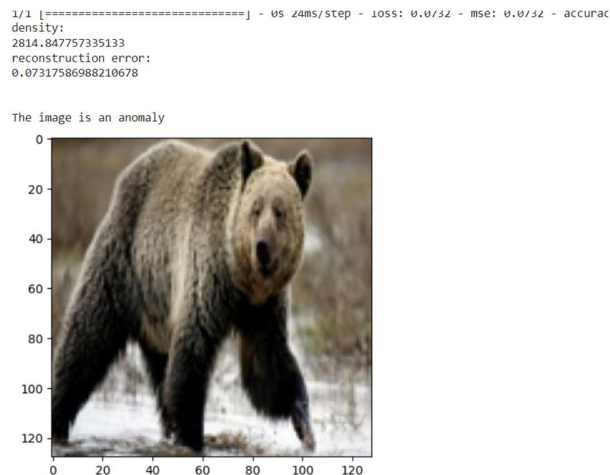 1/1 [==============================] - 0s 24ms/step - loss: 0.0732 - mse: 0.0732
density:
2814.847757335133
reconstruction error:
0.07317586988210678
The image is an anomaly
0
20
40
60
80
100
120
0 20 40 60 80 100 120